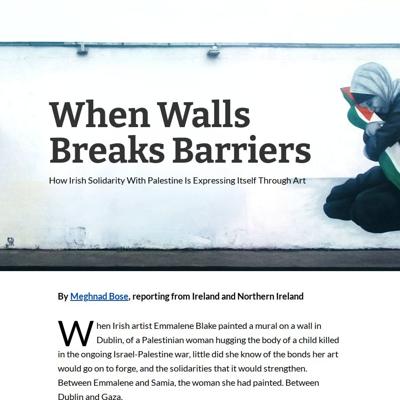 When Walls
Breaks Barriers
How Irish Solidarity With Palestine Is Expressing Itself Through Art
By Meghnad Bose, reporting from Ireland and Northern Ireland
When Irish artist Emmalene Blake painted a mural on a wall in
Dublin, of a Palestinian woman hugging the body of a child killed
in the ongoing Israel-Palestine war, little did she know of the bonds her art
would go on to forge, and the solidarities that it would strengthen.
Between Emmalene and Samia, the woman she had painted. Between
Dublin and Gaza.